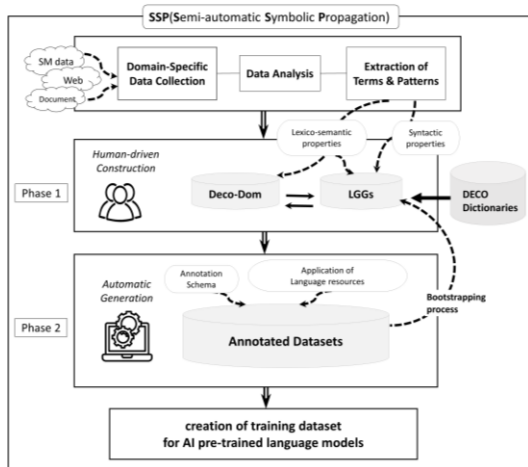 SSP(Semi-automatic Symbolic Propagation)
SM data
Web
Document
Domain-Specific
Data Collection
Data Analysis
Extraction of
Terms & Patterns
Lexico-semantic
properties
Syntactic
properties
Phase 1
Human-driven
Construction
Deco-Dom
LGGs
DECO
Dictionaries
Phase 2
Automatic
Generation
Annotation
Schema
Application of
Language resources
Bootstrapping
process
Annotated Datasets
creation of training dataset
for AI pre-trained language models